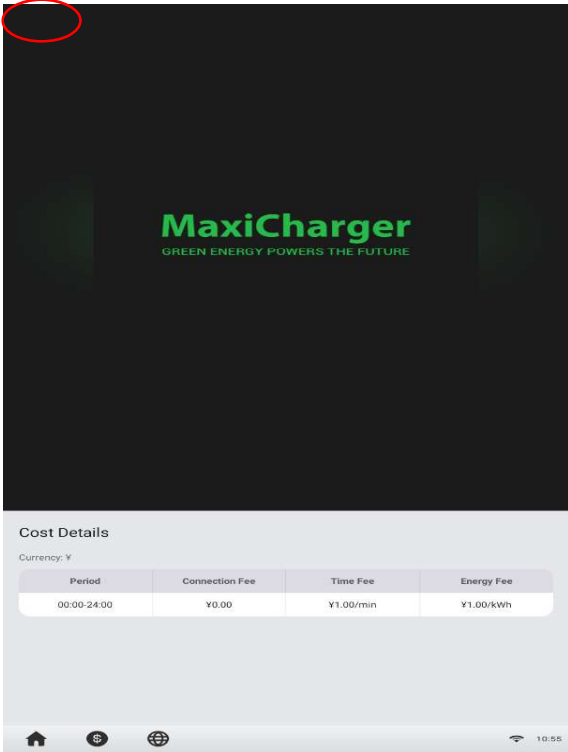 MaxiCharger
GREEN ENERGY POWERS THE FUTURE
Cost Details
Currency: ¥
Period Connection Fee Time Fee Energy Fee
00:00-24:00 ¥0.00 ¥1.00/min ¥1.00/kWh
$ 10:55